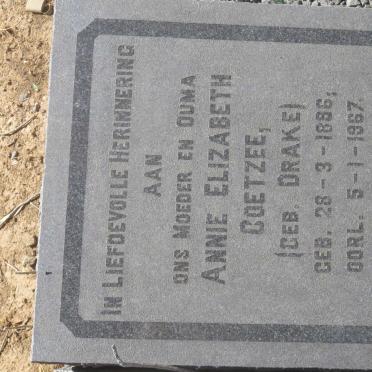 IN LIEFDEVOLLE HERINNERING
AAN
ONS MOEDER EN OUMA
ANNIE ELIZABETH
COETZEE,
(GEB. DRAKE)
GEB. 28-3-1886;
OORL. 5-1-1967.